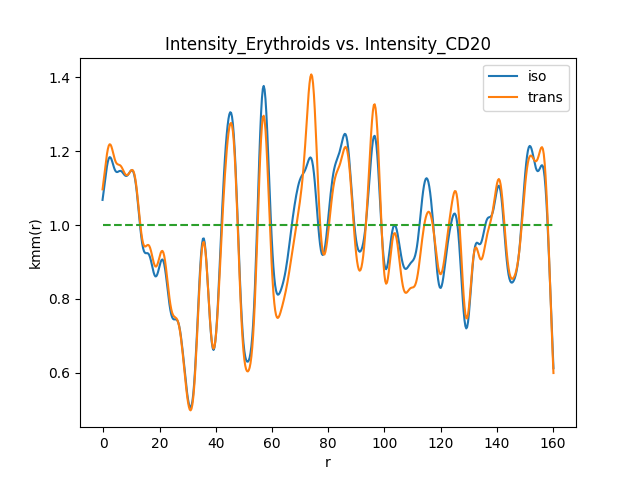 Intensity_Erythroids vs. Intensity_CD20
iso
trans
kmm(r)
1.4
1.2
1.0
0.8
0.6
0 20 40 60 80 100 120 140 160
r